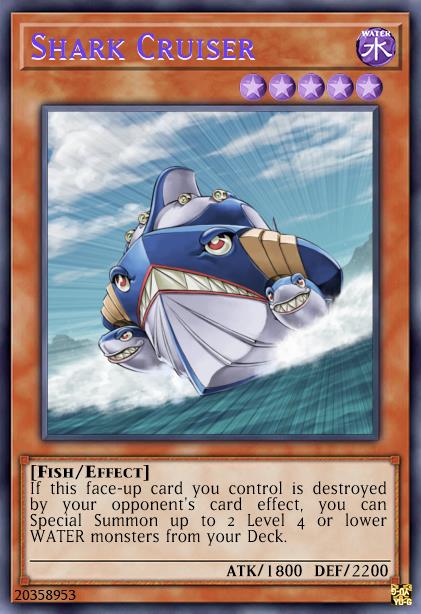 Shark Cruiser
WATER
水
[Fish/Effect]
If this face-up card you control is destroyed
by your opponent's card effect, you can
Special Summon up to 2 Level 4 or lower
WATER monsters from your Deck.
ATK/1800 DEF/2200
20358953